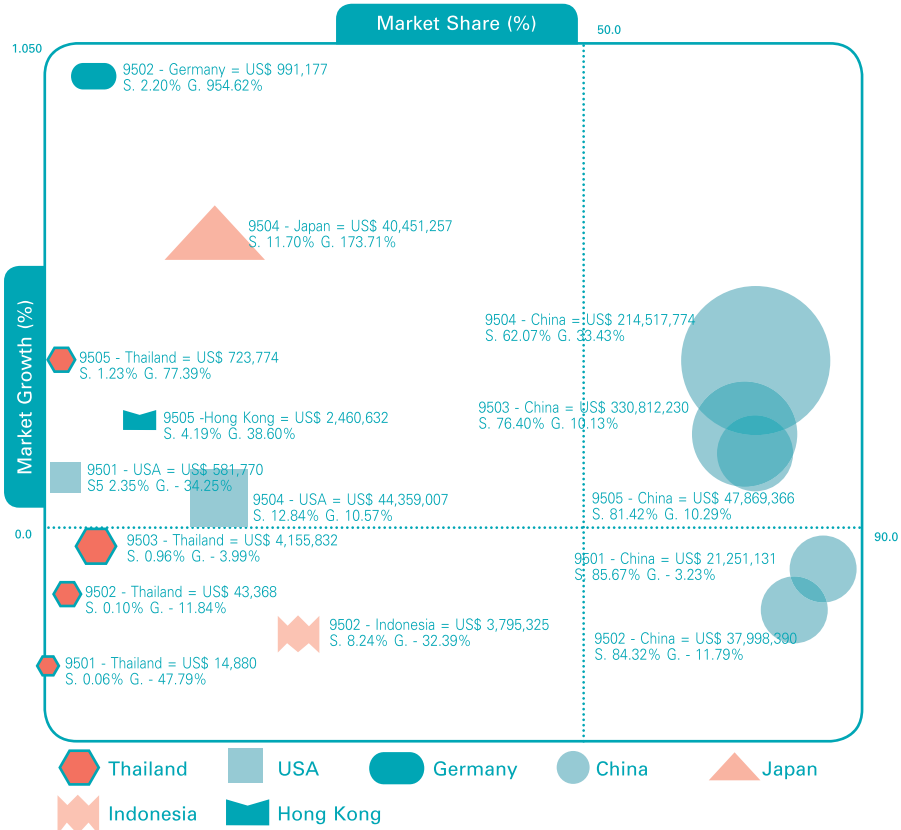 Market Share (%)
50.0
1.050
9502 - Germany = US$ 991,177
S. 2.20% G. 954.62%
9504 - Japan = US$ 40,451,257
S. 11.70% G. 173.71%
Market Growth (%)
9504 - China = US$ 214,517,774
S. 62.07% G. 33.43%
9505 - Thailand = US$ 723,774
S. 1.23% G. 77.39%
9503 - China = US$ 330,812,230
S. 76.40% G. 10.13%
9505 -Hong Kong = US$ 2,460,632
S. 4.19% G. 38.60%
9501 - USA = US$ 581,770
S5 2.35% G. - 34.25%
9504 - USA = US$ 44,359,007
S. 12.84% G. 10.57%
9505 - China = US$ 47,869,366
S. 81.42% G. 10.29%
0.0
90.0
9503 - Thailand = US$ 4,155,832
S. 0.96% G. - 3.99%
9501 - China = US$ 21,251,131
S. 85.67% G. - 3.23%
9502 - Thailand = US$ 43,368
S. 0.10% G. - 11.84%
9502 - Indonesia = US$ 3,795,325
S. 8.24% G. - 32.39%
9502 - China = US$ 37,998,390
S. 84.32% G. - 11.79%
9501 - Thailand = US$ 14,880
S. 0.06% G. - 47.79%
Thailand
USA
Germany
China
Japan
Indonesia
Hong Kong